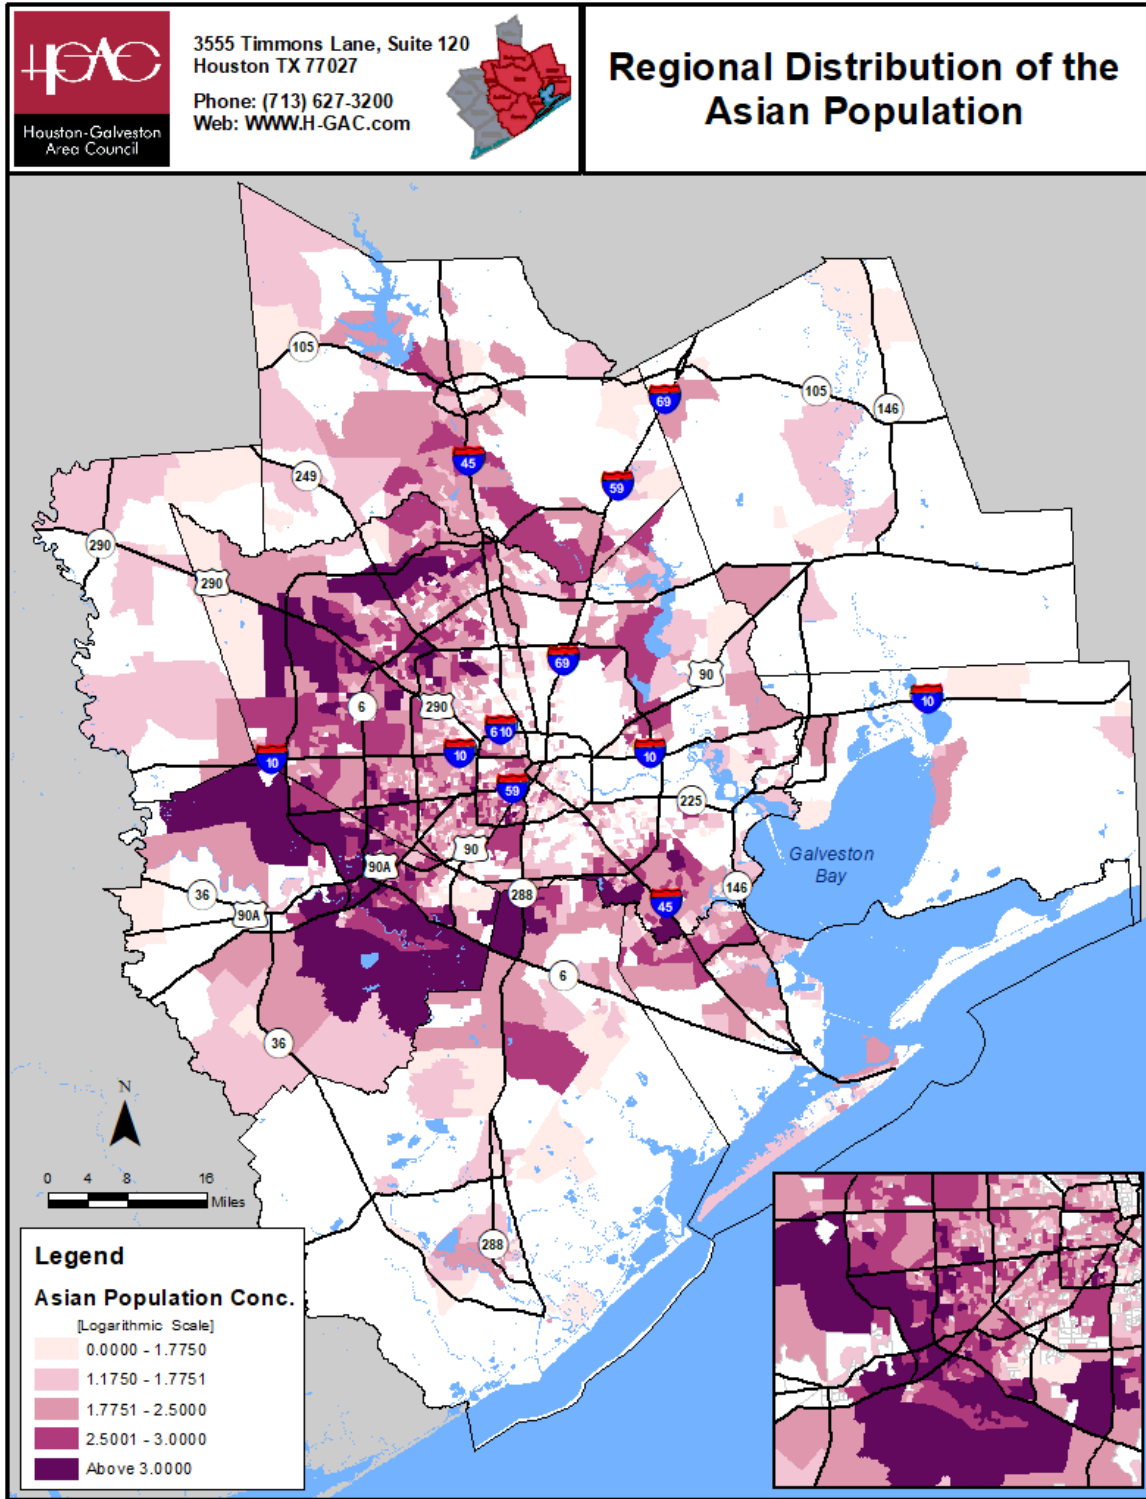 HGAC
Houston-Galveston
Area Council
3555 Timmons Lane, Suite 120
Houston TX 77027
Phone: (713) 627-3200
Web: WWW.H-GAC.com
Regional Distribution of the
Asian Population
105
69
105
146
45
249
59
290
290
69
90
6
290
610
10
10
10
10
59
225
Galveston
Bay
90
90A
36
90A
288
146
45
6
36
N
0 4 8 16
Miles
288
Legend
Asian Population Conc.
[Logarithmic Scale]
0.0000 - 1.7750
1.1750 - 1.7751
1.7751 - 2.5000
2.5001 - 3.0000
Above 3.0000